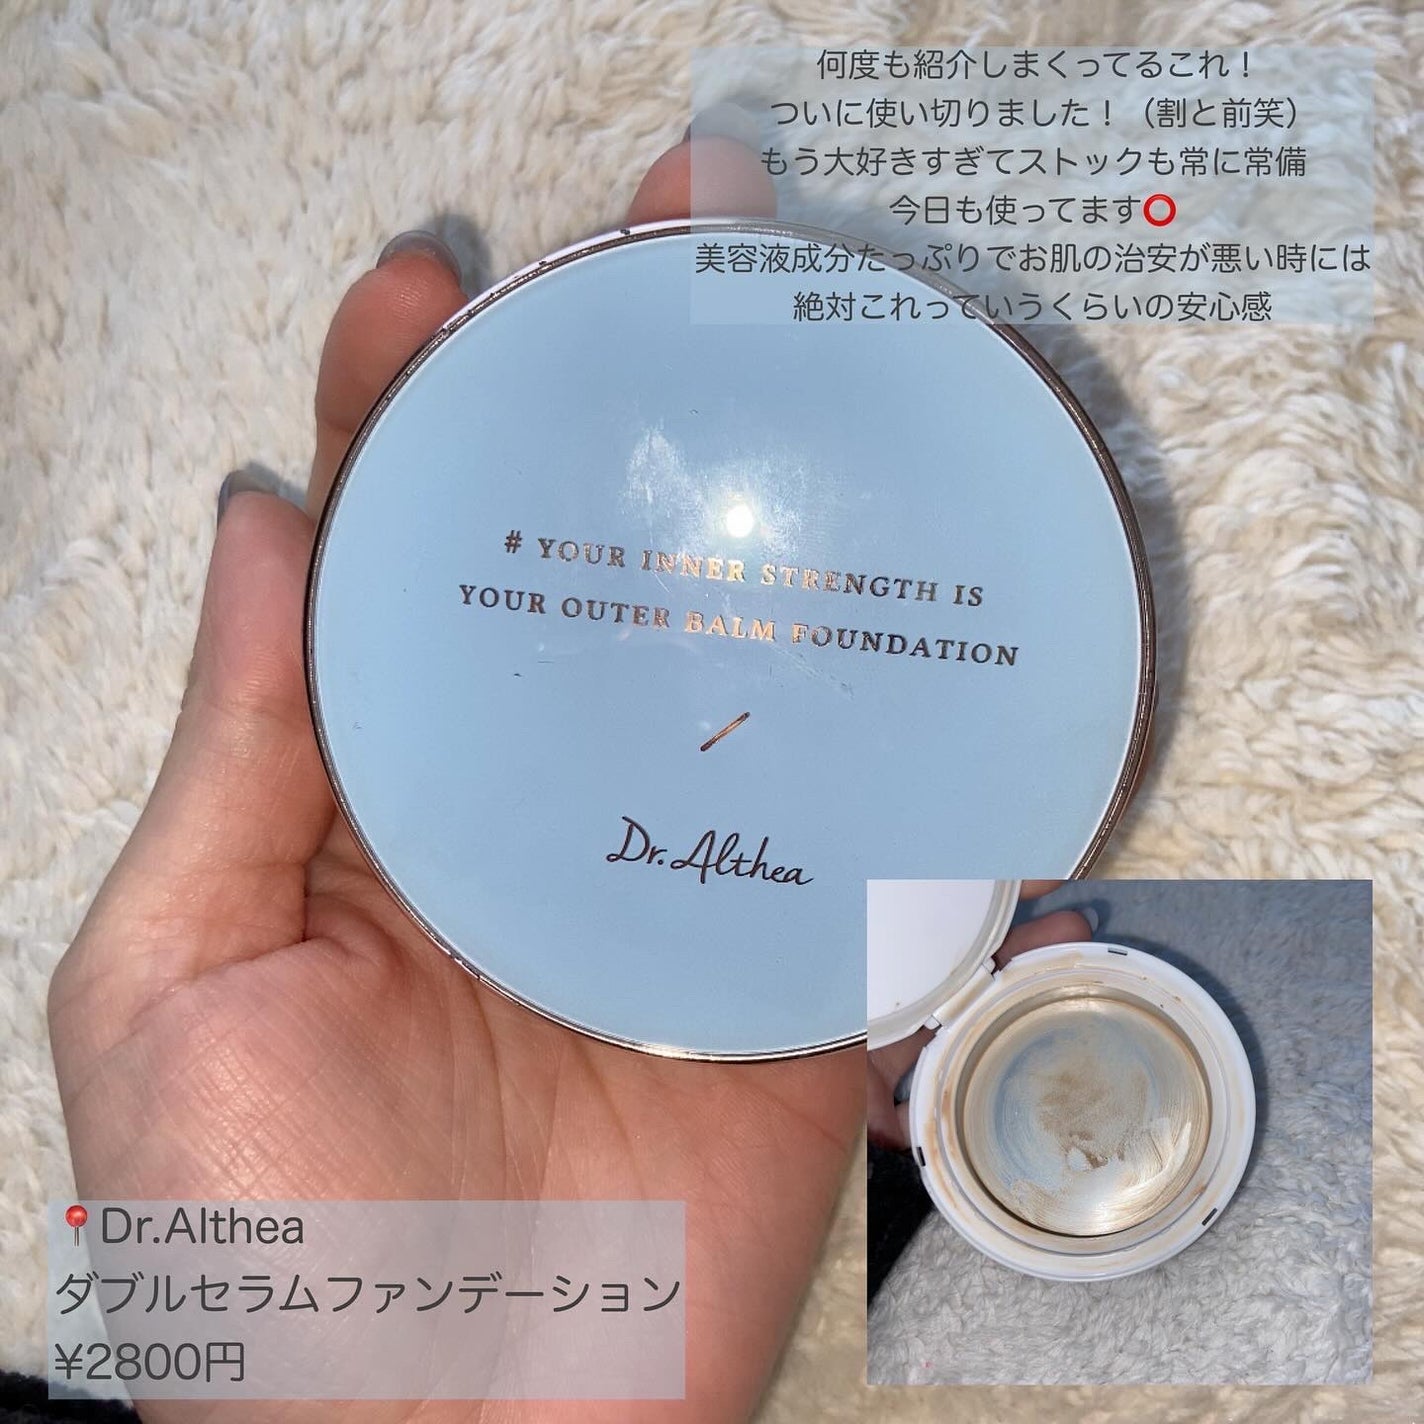 何度も紹介しまくってるこれ！
ついに使い切りました！（割と前笑）
もう大好きすぎてストックも常に常備
今日も使ってます⭕
美容液成分たっぷりでお肌の治安が悪い時には
絶対これっていうくらいの安心感
# YOUR INNER STRENGTH IS
YOUR OUTER BALM FOUNDATION
Dr.Althea
📍Dr.Althea
ダブルセラムファンデーション
¥2800円